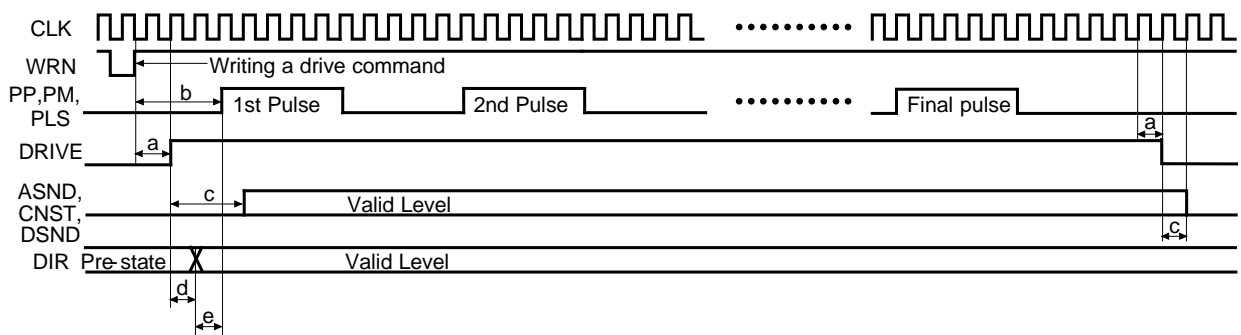 CLK
WRN
Writing a drive command
PP,PM,
PLS
b
1st Pulse
2nd Pulse
Final pulse
DRIVE
a
a
ASND,
CNST,
DSND
c
Valid Level
c
DIR
Pre-state
Valid Level
d
e